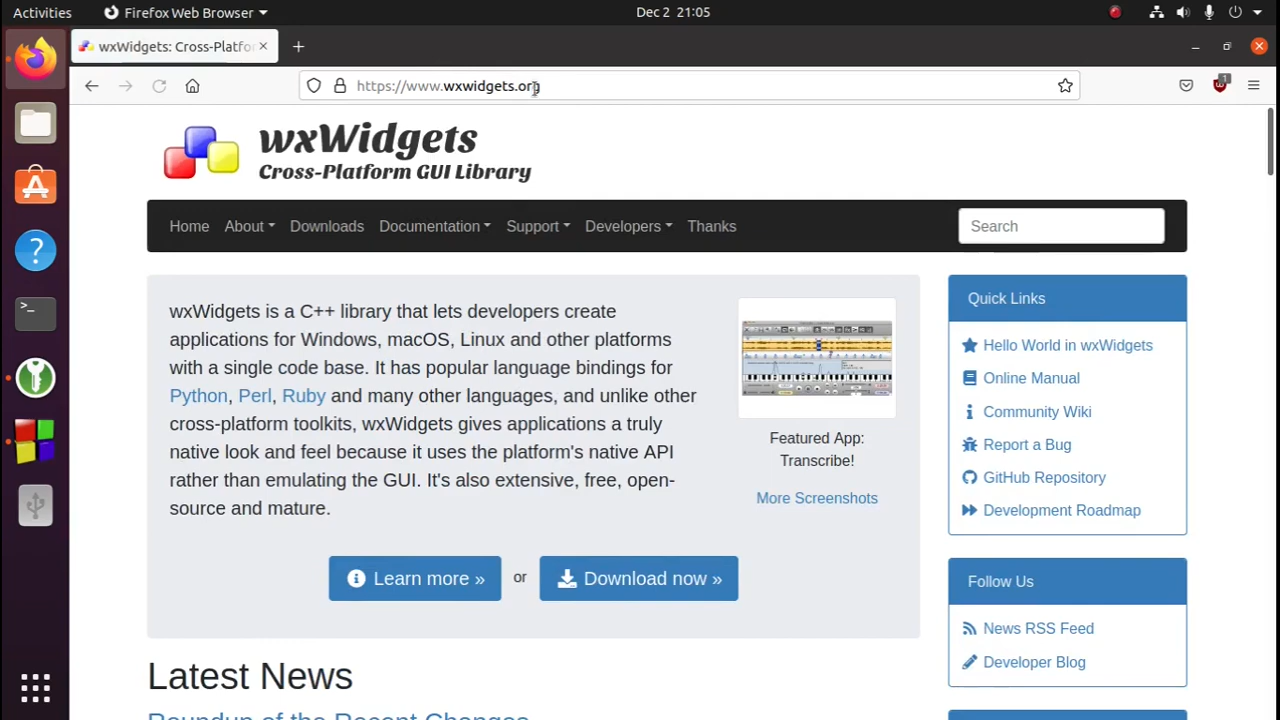 Activities
Firefox Web Browser
Dec 2 21:05
wxWidgets: Cross-Platfo
https://www.wxwidgets.org
1
wxWidgets
Cross-Platform GUI Library
Home
About
Downloads
Documentation
Support
Developers
Thanks
Search
wxWidgets is a C++ library that lets developers create
applications for Windows, macOS, Linux and other platforms
with a single code base. It has popular language bindings for
Python, Perl, Ruby and many other languages, and unlike other
cross-platform toolkits, wxWidgets gives applications a truly
native look and feel because it uses the platform's native API
rather than emulating the GUI. It's also extensive, free, open-
source and mature.
Featured App:
Transcribe!
More Screenshots
Learn more »
or
Download now »
Quick Links
Hello World in wxWidgets
Online Manual
Community Wiki
Report a Bug
GitHub Repository
Development Roadmap
Follow Us
News RSS Feed
Developer Blog
Latest News
Roundup of the Recent Changes